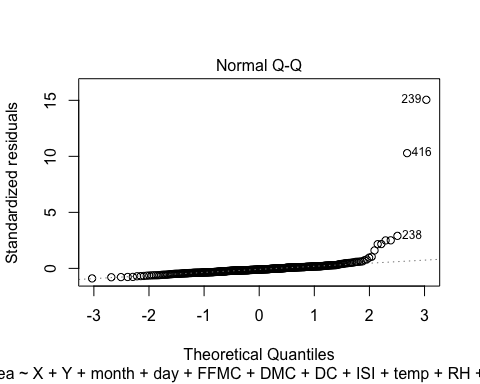 Normal Q-Q
Standardized residuals
15
10
5
0
239
416
238
-3 -2 -1 0 1 2 3
Theoretical Quantiles
ea ~ X + Y + month + day + FFMC + DMC + DC + ISI + temp + RH +